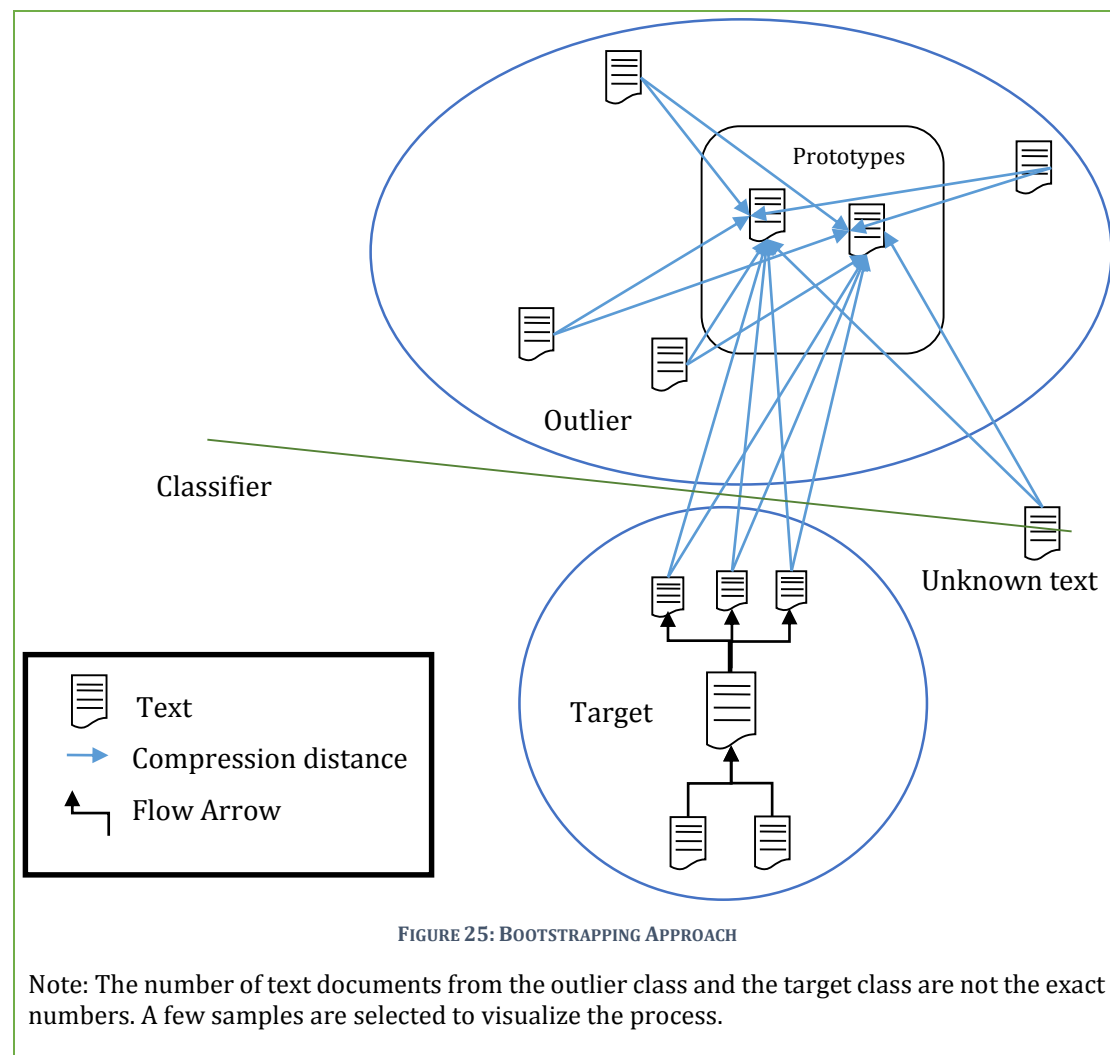 Prototypes
Outlier
Classifier
Unknown text
Target
Text
Compression distance
Flow Arrow
FIGURE 25: BOOTSTRAPPING APPROACH
Note: The number of text documents from the outlier class and the target class are not the exact
numbers. A few samples are selected to visualize the process.